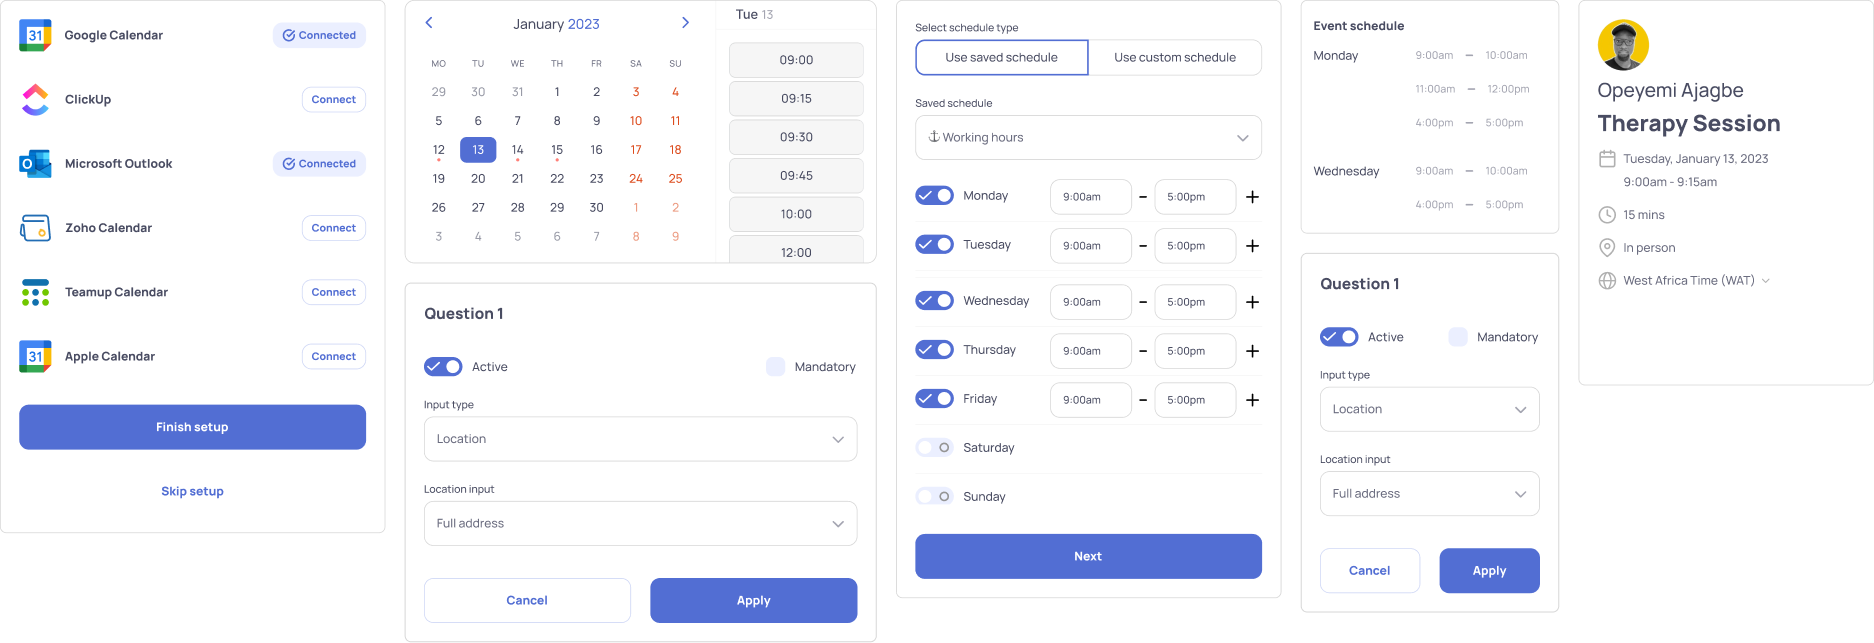 31 Google Calendar Connected
ClickUp Connect
Microsoft Outlook Connected
Zoho Calendar Connect
Teamup Calendar Connect
31 Apple Calendar Connect
Finish setup
Skip setup
January 2023
MO TU WE TH FR SA SU
29 30 31 1 2 3 4
5 6 7 8 9 10 11
12 13 14 15 16 17 18
19 20 21 22 23 24 25
26 27 28 29 30 1 2
3 4 5 6 7 8 9
Tue 13
09:00
09:15
09:30
09:45
10:00
12:00
Question 1
Active Mandatory
Input type
Location
Location input
Full address
Cancel Apply
Select schedule type
Use saved schedule Use custom schedule
Saved schedule
Working hours
Monday 9:00am – 5:00pm +
Tuesday 9:00am – 5:00pm +
Wednesday 9:00am – 5:00pm +
Thursday 9:00am – 5:00pm +
Friday 9:00am – 5:00pm +
Saturday
Sunday
Next
Event schedule
Monday 9:00am – 10:00am
11:00am – 12:00pm
4:00pm – 5:00pm
Wednesday 9:00am – 10:00am
4:00pm – 5:00pm
Question 1
Active Mandatory
Input type
Location
Location input
Full address
Cancel Apply
Opeyemi Ajagbe
Therapy Session
Tuesday, January 13, 2023
9:00am - 9:15am
15 mins
In person
West Africa Time (WAT)